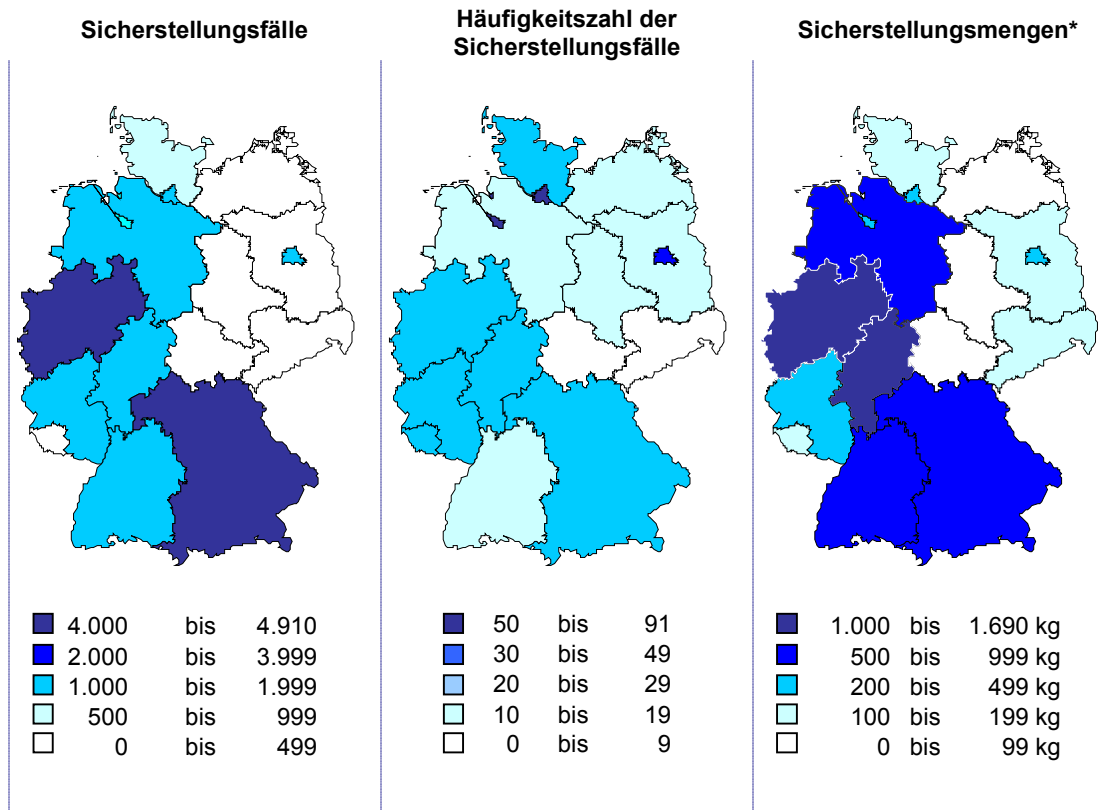 Sicherstellungsfälle
Häufigkeitszahl der
Sicherstellungsfälle
Sicherstellungsmengen*
4.000 bis 4.910
2.000 bis 3.999
1.000 bis 1.999
500 bis 999
0 bis 499
50 bis 91
30 bis 49
20 bis 29
10 bis 19
0 bis 9
1.000 bis 1.690 kg
500 bis 999 kg
200 bis 499 kg
100 bis 199 kg
0 bis 99 kg